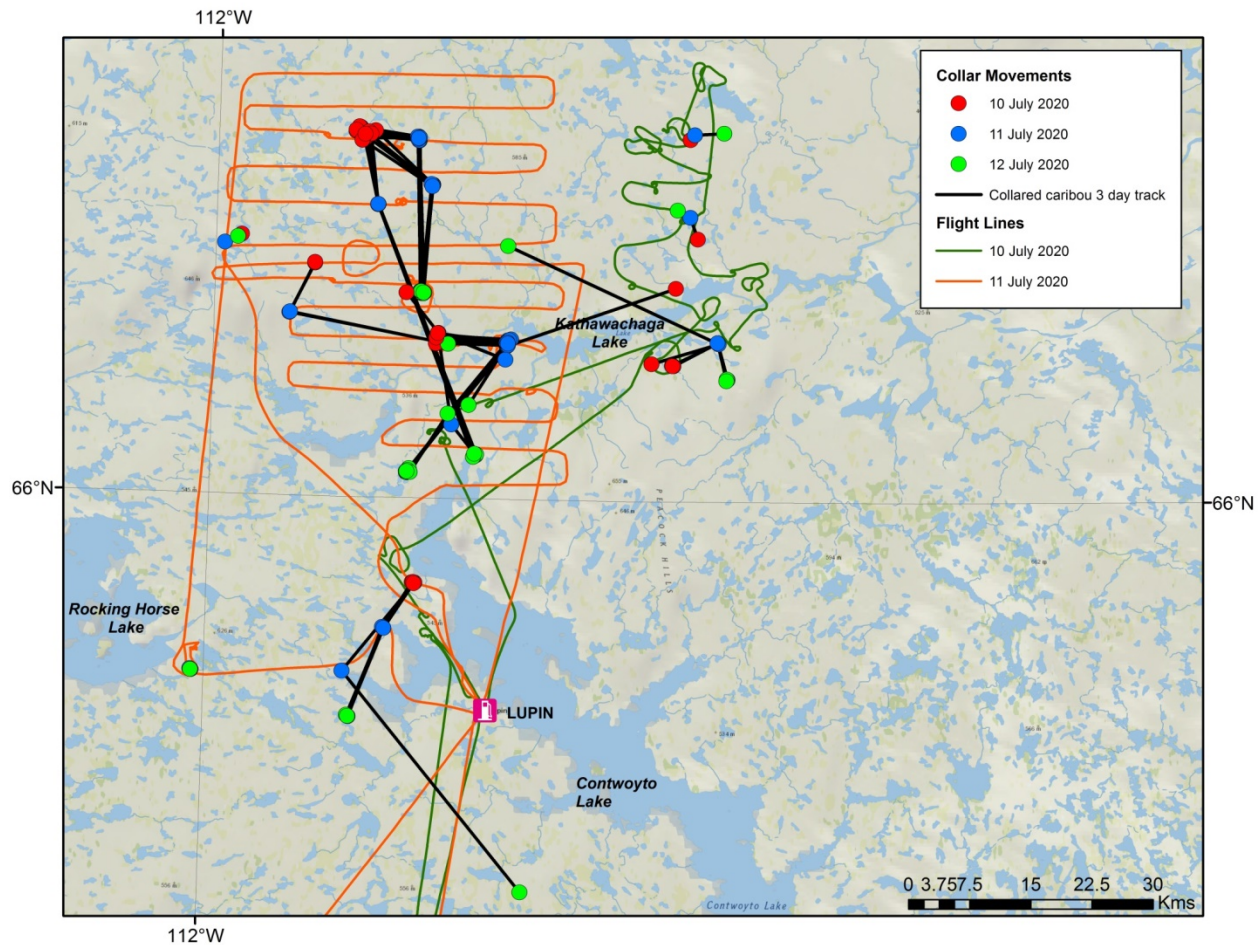 112°W
Collar Movements
10 July 2020
11 July 2020
12 July 2020
Collared caribou 3 day track
Flight Lines
10 July 2020
11 July 2020
Kathawachaga
Lake
66°N
66°N
PEACOCK HILLS
Rocking Horse
Lake
LUPIN
Contwoyto
Lake
0 3.75 7.5 15 22.5 30
Kms
Contwoyto Lake
112°W